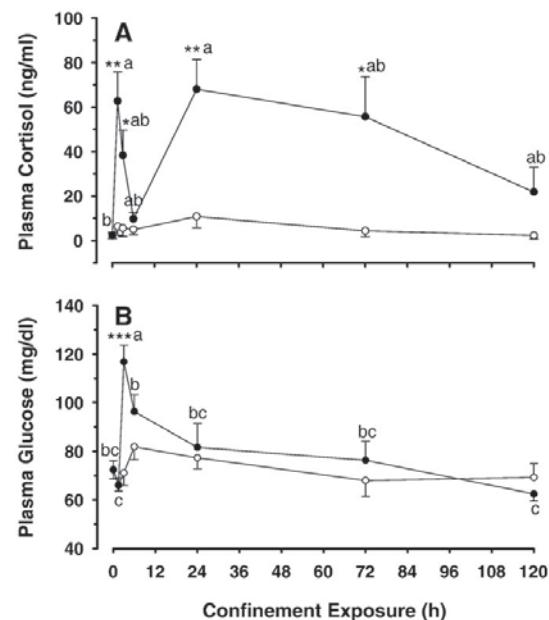 A
Plasma Cortisol (ng/ml)
100
80
60
40
20
0
**a
*ab
ab
b
**a
*ab
ab
B
Plasma Glucose (mg/dl)
140
120
100
80
60
40
***a
b
bc
c
bc
bc
c
0 12 24 36 48 60 72 84 96 108 120
Confinement Exposure (h)